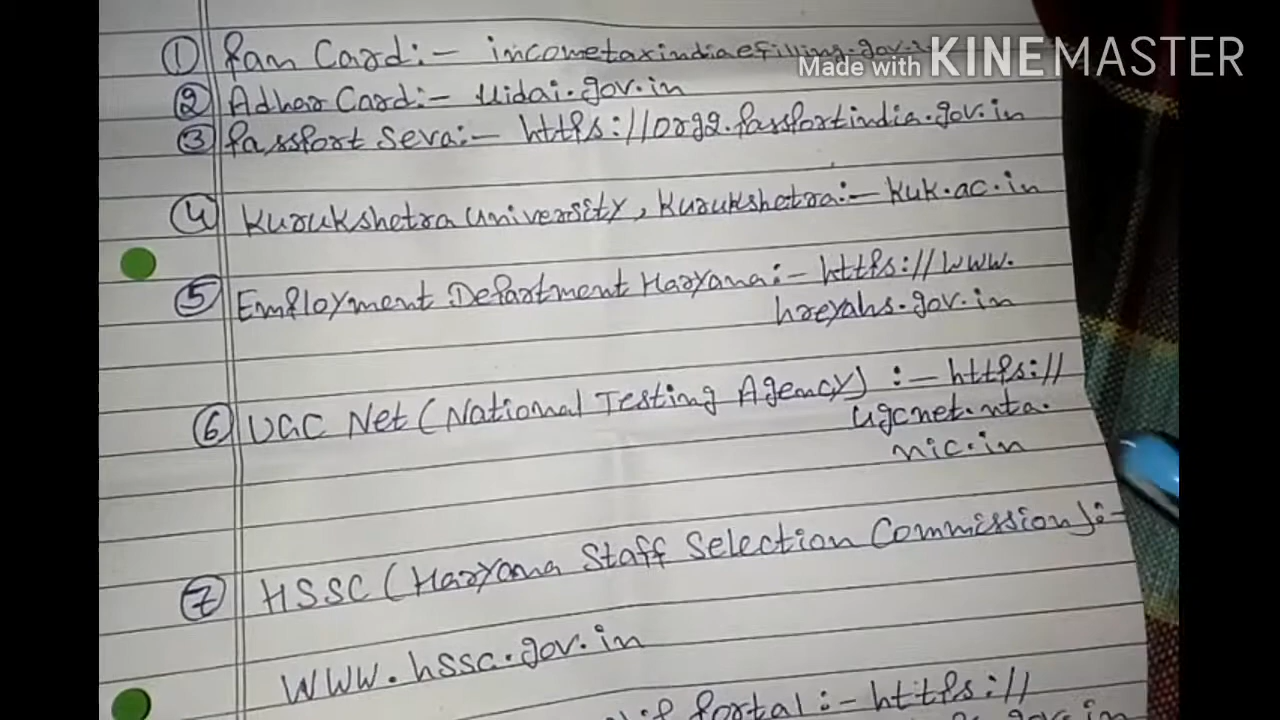 Made with KINEMASTER
① Pan Card:- incometaxindiaefilling.gov.
② Adhar Card:- uidai.gov.in
③ Passport Seva:- https://org2.passportindia.gov.in
④ Kurukshetra University, Kurukshetra:- kuk.ac.in
⑤ Employment Department Haryana:- https://www.
hreyahs.gov.in
⑥ UGC Net (National Testing Agency) :- https://
ugcnet.nta.
nic.in
⑦ HSSC (Haryana Staff Selection Commission):-
www.hssc.gov.in
portal:- https://
gov.in